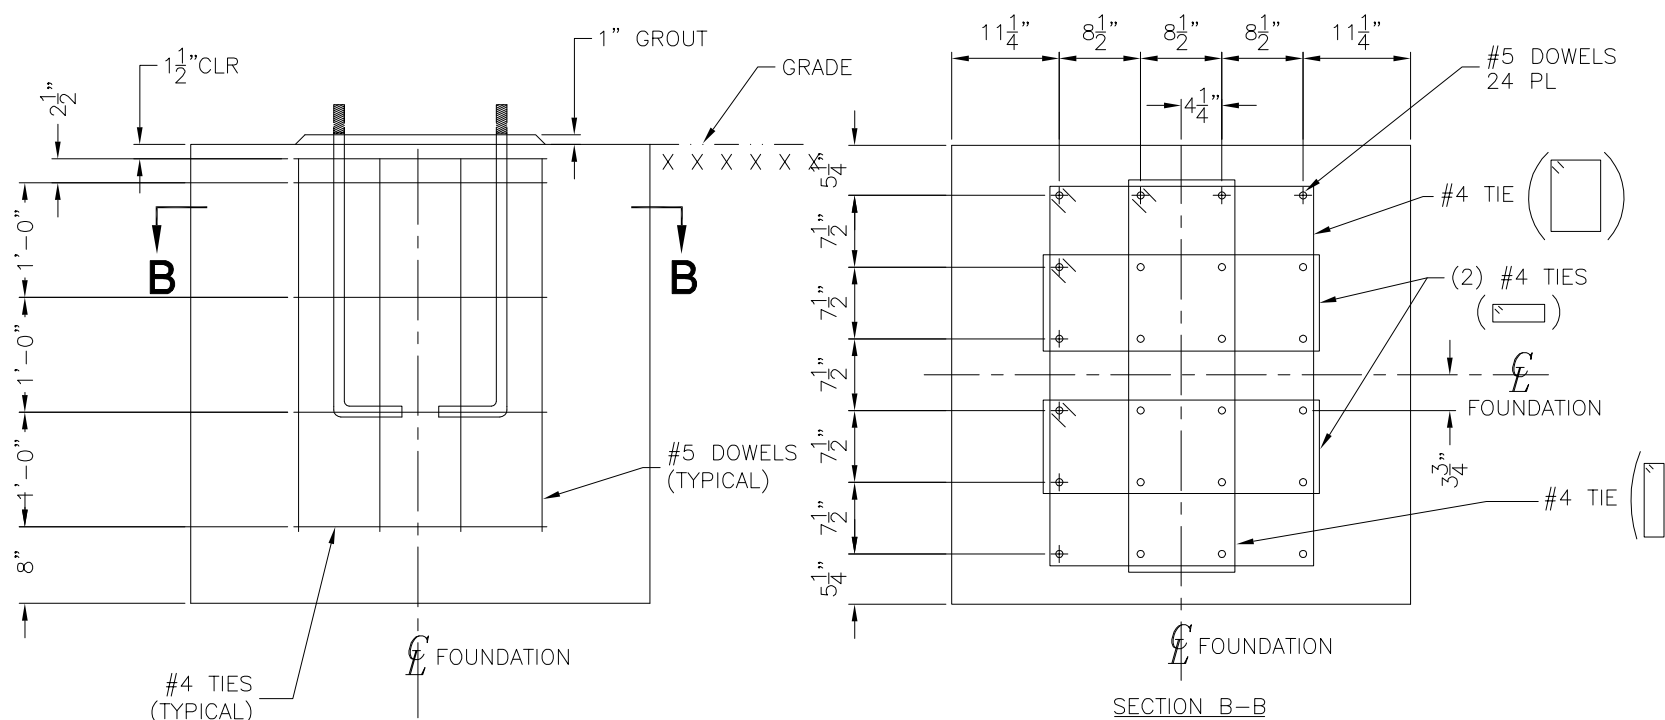 1 1/2"CLR
1" GROUT
GRADE
2 1/2"
X X X X X X
1'-0"
1'-0"
1'-0"
8"
B
B
#5 DOWELS
(TYPICAL)
#4 TIES
(TYPICAL)
CL FOUNDATION
11 1/4"
8 1/2"
8 1/2"
8 1/2"
11 1/4"
4 1/4"
#5 DOWELS
24 PL
5 1/4"
7 1/2"
7 1/2"
7 1/2"
7 1/2"
7 1/2"
5 1/4"
#4 TIE
(2) #4 TIES
CL
FOUNDATION
3 3/4"
#4 TIE
CL FOUNDATION
SECTION B-B